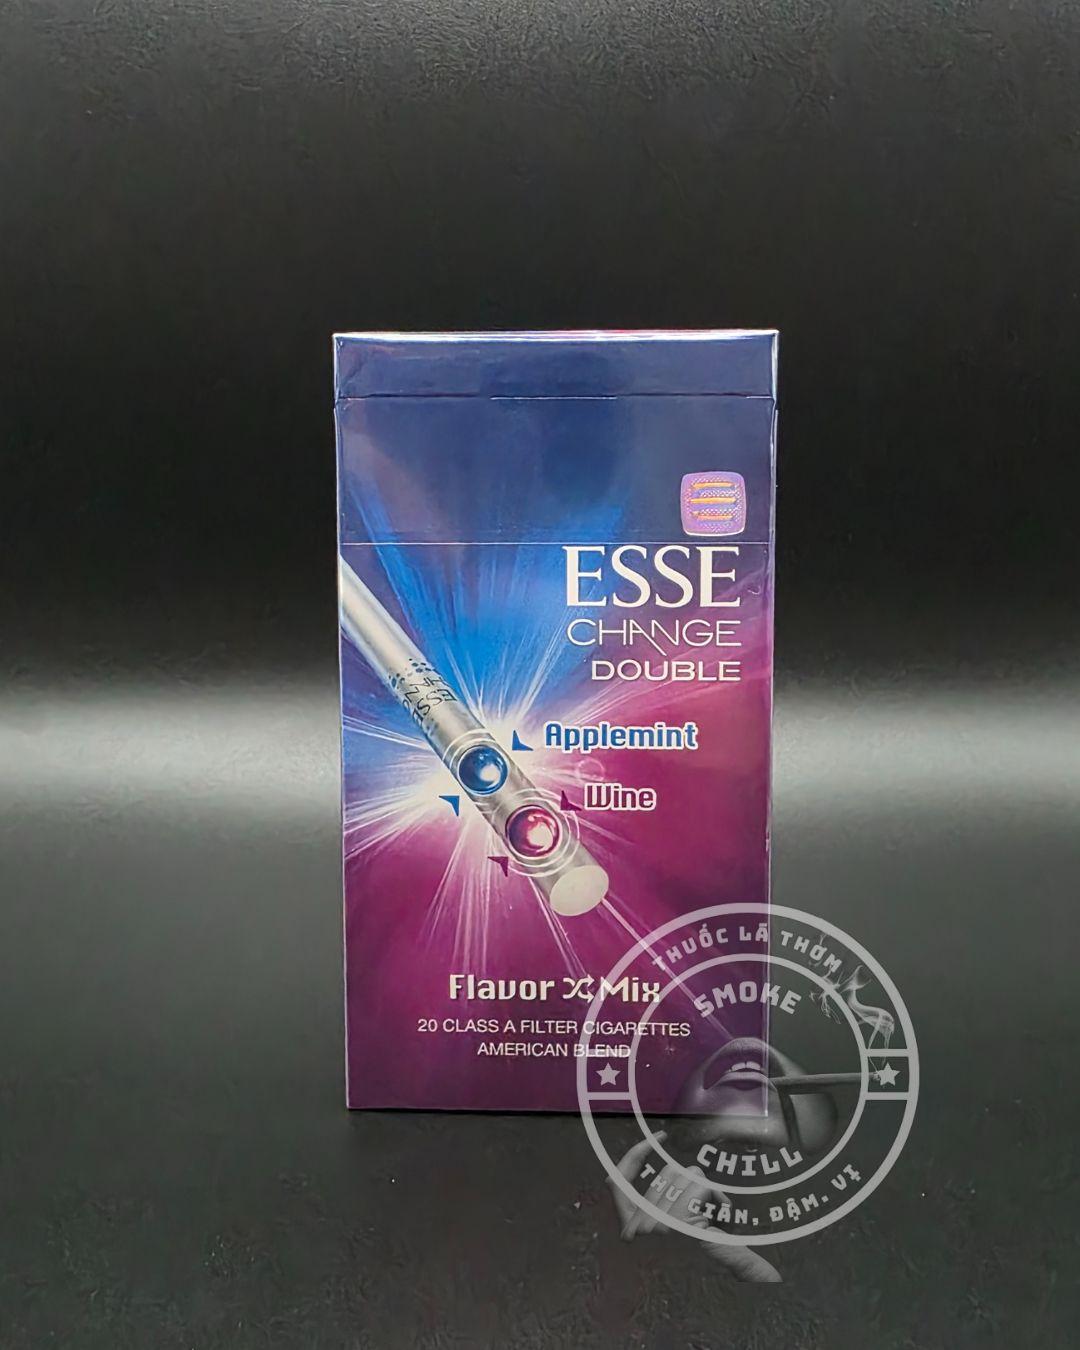 ESSE
CHANGE
DOUBLE
ESSE
Applemint
Wine
Flavor Mix
20 CLASS A FILTER CIGARETTES
AMERICAN BLEND
THUỐC LÁ THƠM
SMOKE
CHILL
THƯ GIÃN, ĐẬM. VỊ